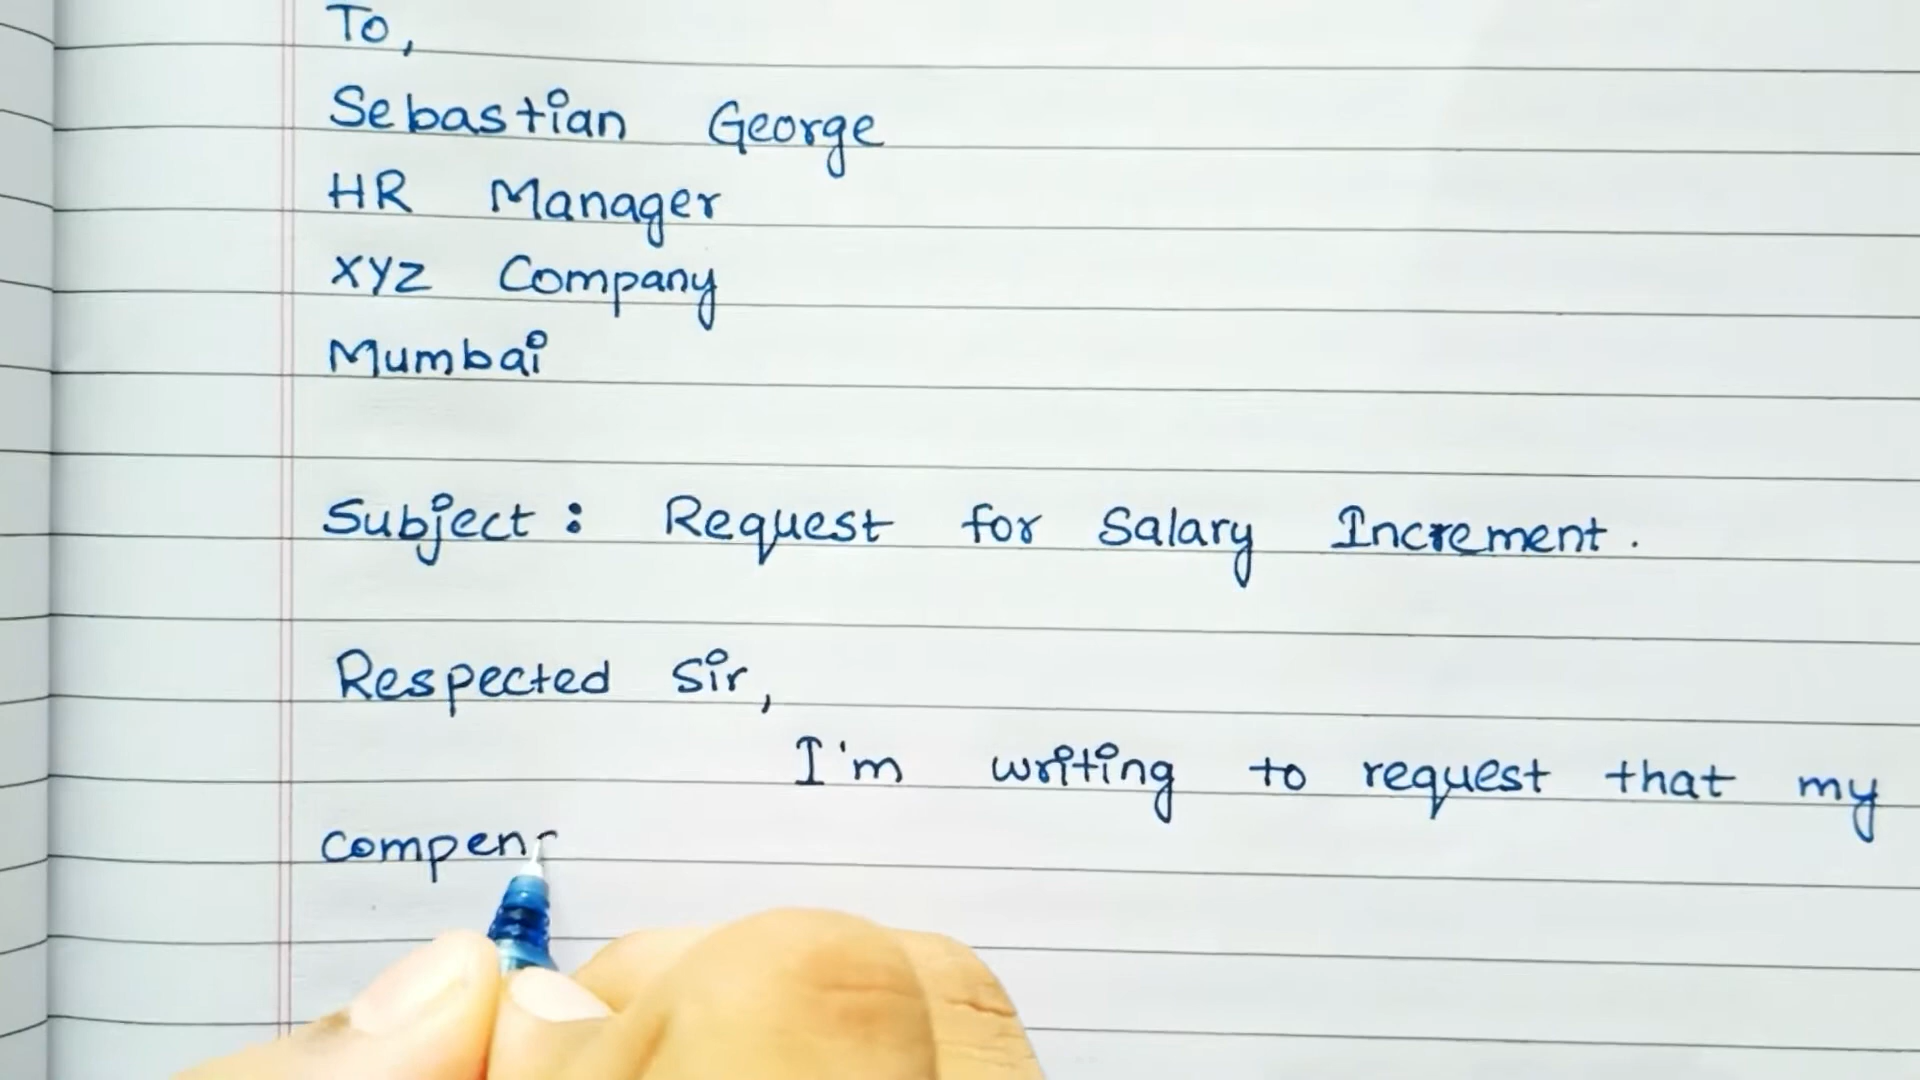 To,
Sebastian George
HR Manager
XYZ Company
Mumbai
Subject : Request for Salary Increment.
Respected Sir,
I'm writing to request that my
compen